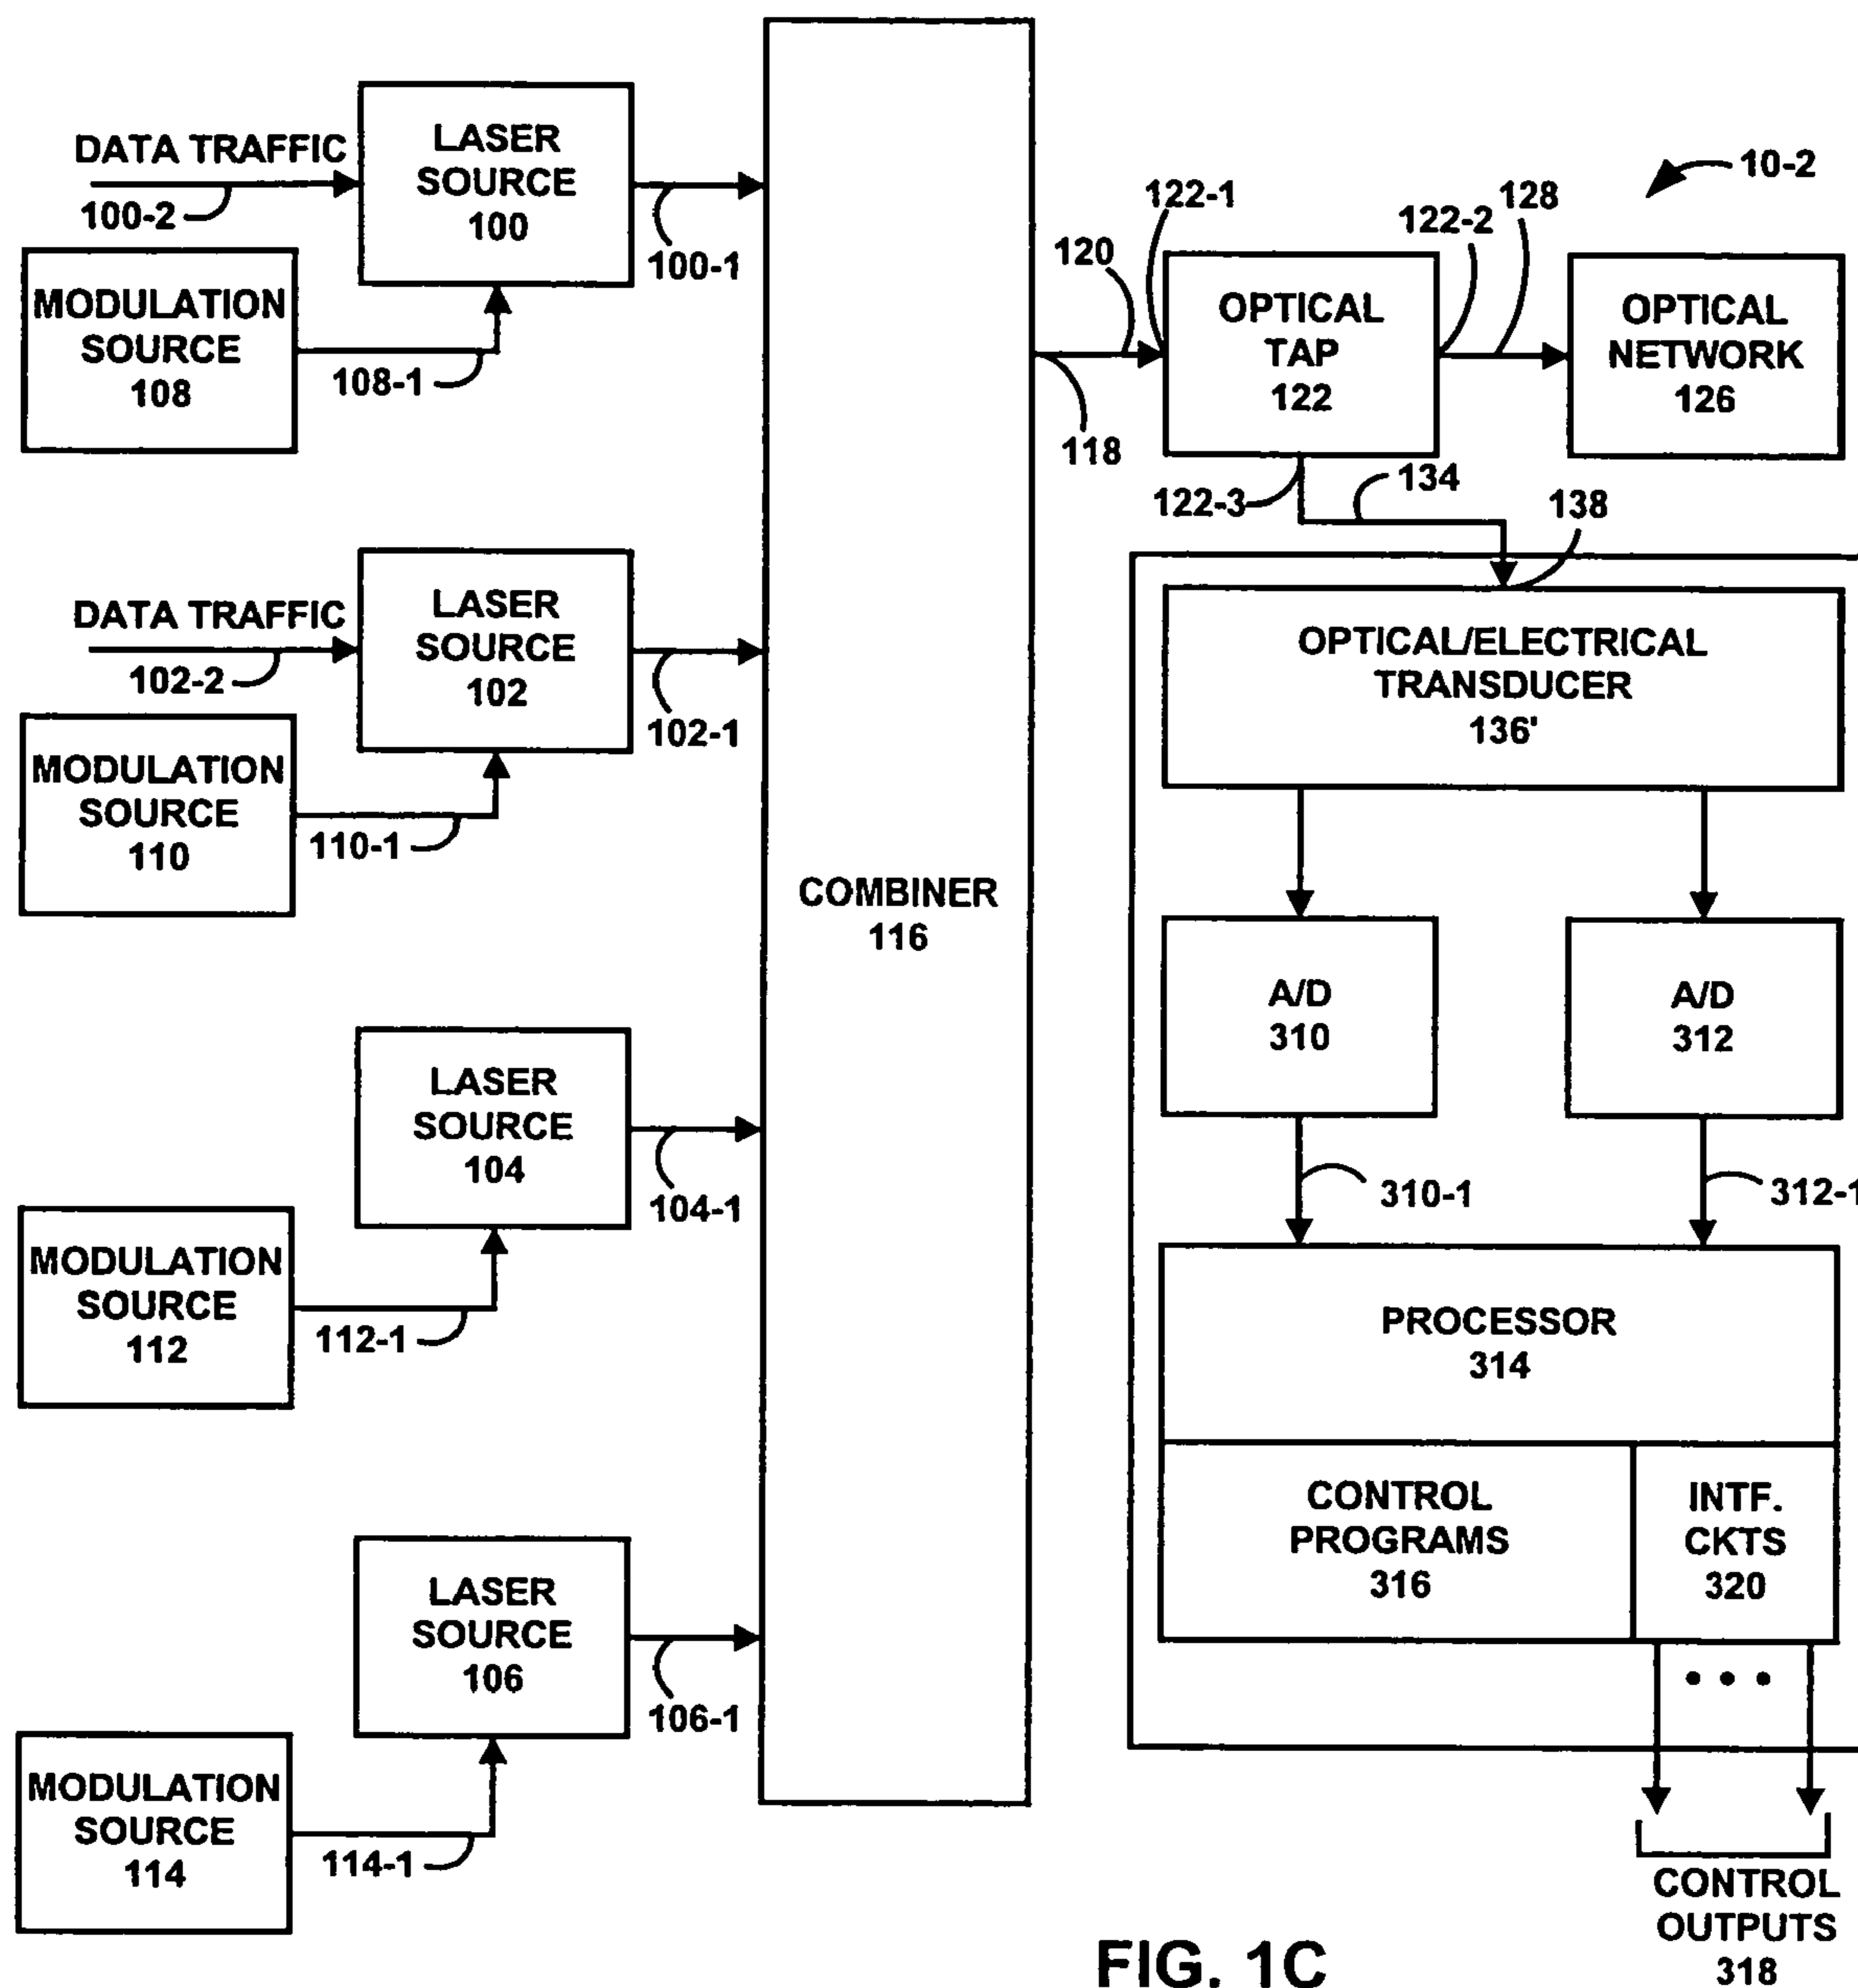 DATA TRAFFIC
100-2
LASER
SOURCE
100
100-1
MODULATION
SOURCE
108
108-1
DATA TRAFFIC
102-2
LASER
SOURCE
102
102-1
MODULATION
SOURCE
110
110-1
LASER
SOURCE
104
104-1
MODULATION
SOURCE
112
112-1
LASER
SOURCE
106
106-1
MODULATION
SOURCE
114
114-1
COMBINER
116
118
120
122-1
OPTICAL
TAP
122
122-2
128
10-2
OPTICAL
NETWORK
126
122-3
134
138
OPTICAL/ELECTRICAL
TRANSDUCER
136'
A/D
310
A/D
312
310-1
312-1
PROCESSOR
314
CONTROL
PROGRAMS
316
INTF.
CKTS
320
CONTROL
OUTPUTS
318
FIG. 1C